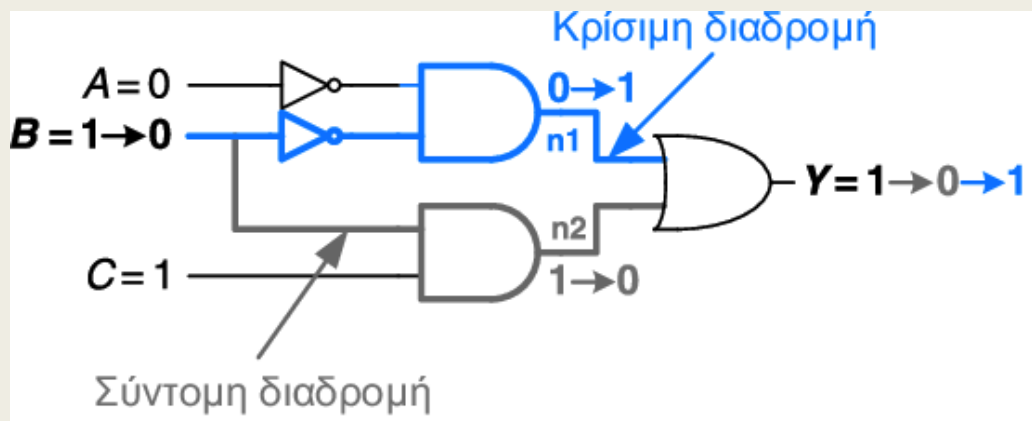 Κρίσιμη διαδρομή
A = 0
0→1
B = 1→0
n1
Y = 1→0→1
n2
C = 1
1→0
Σύντομη διαδρομή